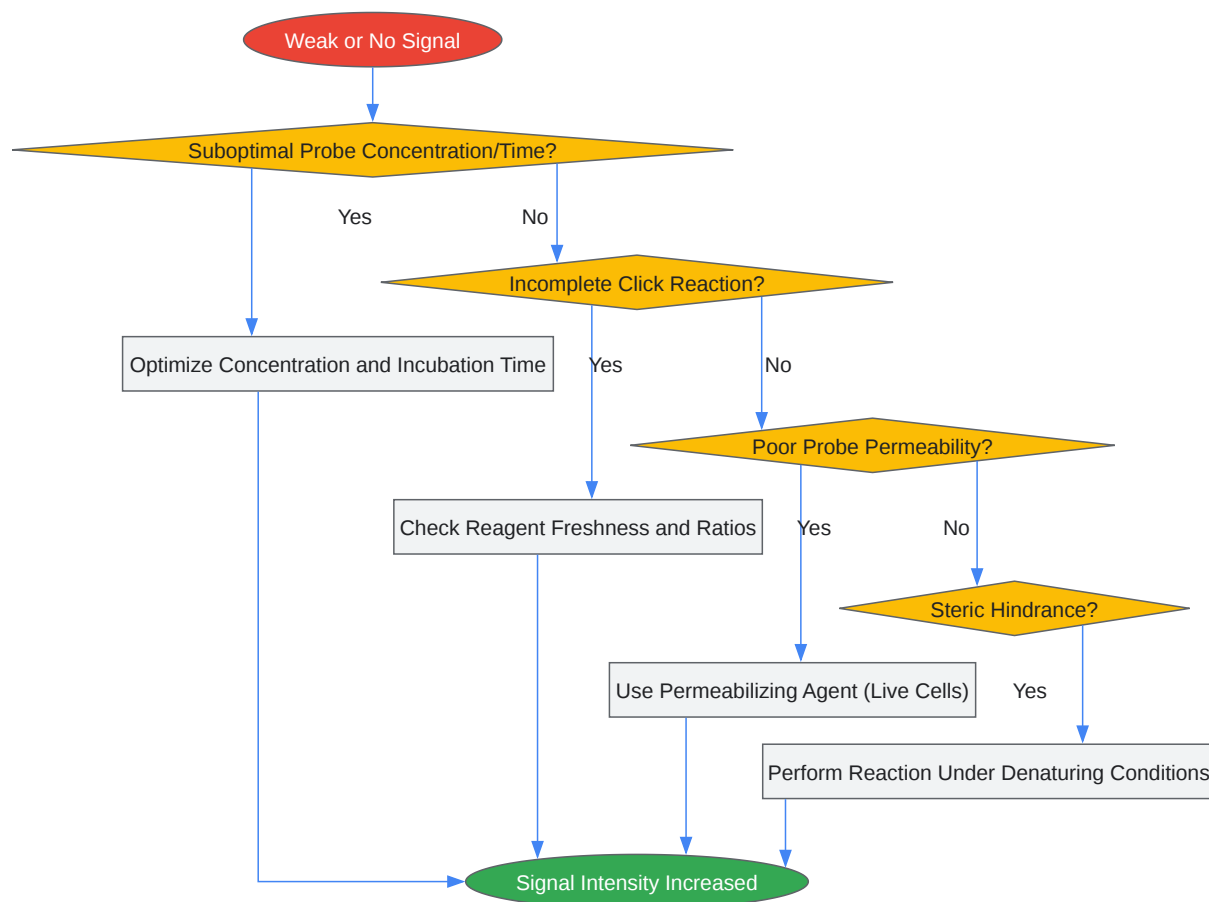 Weak or No Signal
Suboptimal Probe Concentration/Time?
Yes
No
Incomplete Click Reaction?
Optimize Concentration and Incubation Time
Yes
No
Poor Probe Permeability?
Check Reagent Freshness and Ratios
Yes
No
Steric Hindrance?
Use Permeabilizing Agent (Live Cells)
Yes
Perform Reaction Under Denaturing Conditions
Signal Intensity Increased